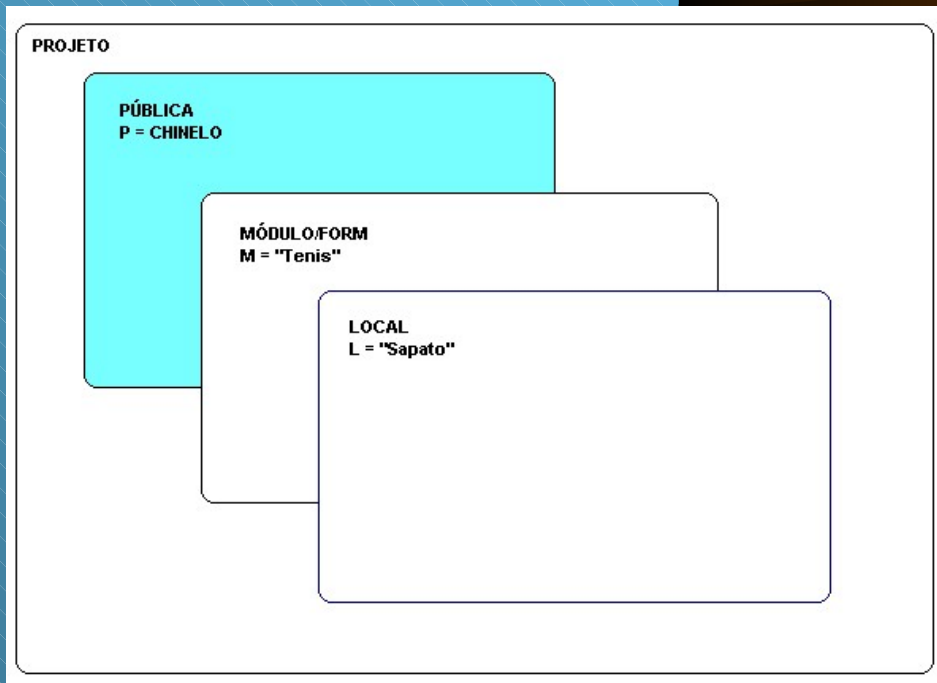 PROJETO
PÚBLICA
P = CHINELO
MÓDULO/FORM
M = "Tenis"
LOCAL
L = "Sapato"